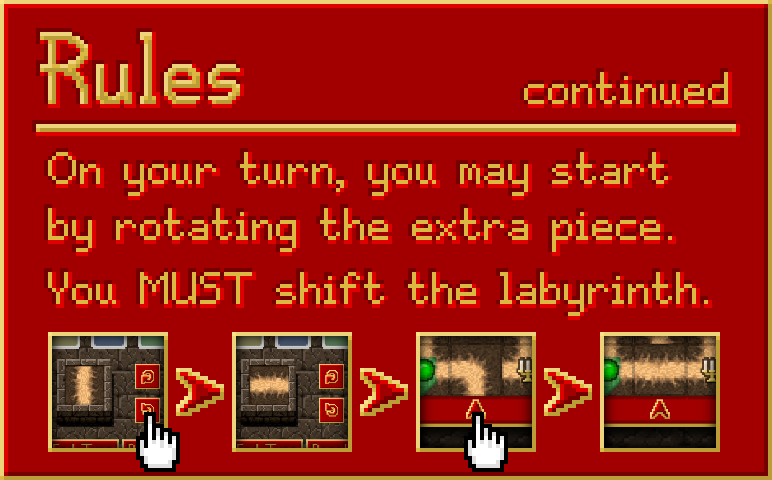 Rules
continued
On your turn, you may start
by rotating the extra piece.
You MUST shift the labyrinth.